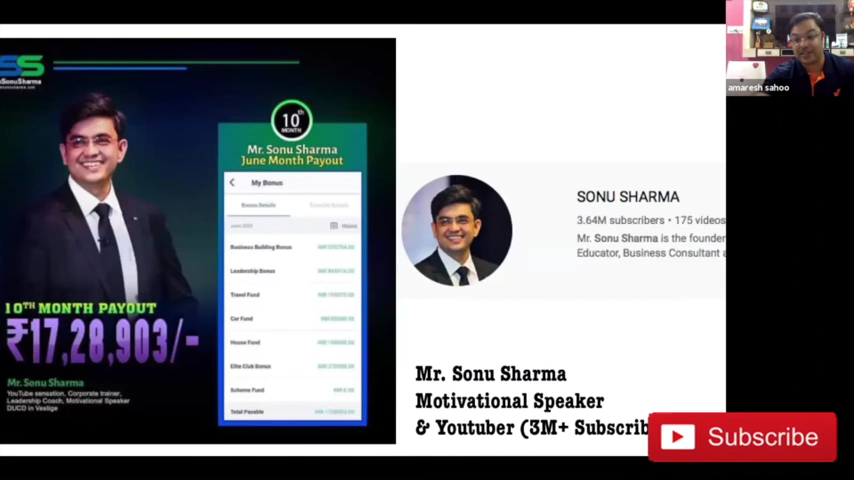 SS
SonuSharma
10th
MONTH
Mr. Sonu Sharma
June Month Payout
My Bonus
Bonus Details
Business Building Bonus
Leadership Bonus
Travel Fund
Car Fund
House Fund
Elite Club Bonus
Scheme Fund
Total Payable
10TH MONTH PAYOUT
₹17,28,903/-
Mr. Sonu Sharma
YouTube sensation, Corporate trainer,
Leadership Coach, Motivational Speaker
DUCD in Vestige
SONU SHARMA
3.64M subscribers • 175 videos
Mr. Sonu Sharma is the founder
Educator, Business Consultant a
Mr. Sonu Sharma
Motivational Speaker
& Youtuber (3M+ Subscrib
amaresh sahoo
Subscribe